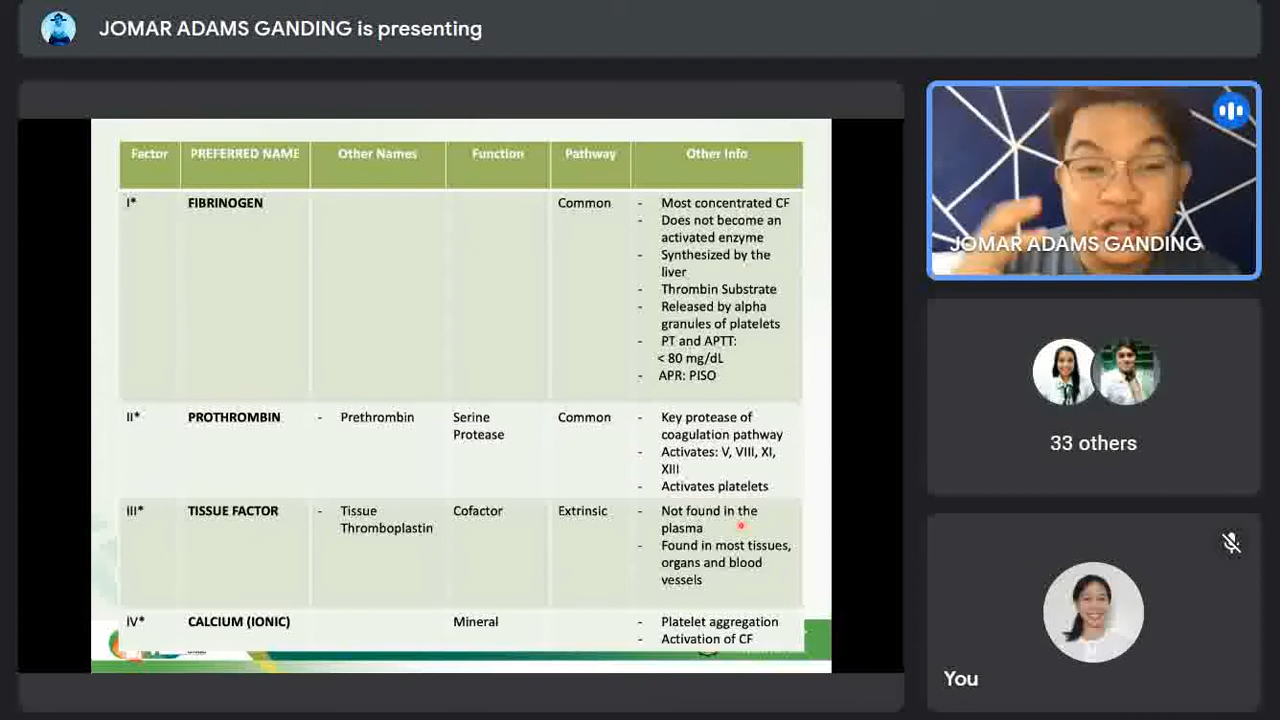 JOMAR ADAMS GANDING is presenting
Factor PREFERRED NAME Other Names Function Pathway Other Info
I* FIBRINOGEN Common - Most concentrated CF
- Does not become an
activated enzyme
- Synthesized by the
liver
- Thrombin Substrate
- Released by alpha
granules of platelets
- PT and APTT:
< 80 mg/dL
- APR: PISO
II* PROTHROMBIN - Prethrombin Serine Common - Key protease of
Protease coagulation pathway
- Activates: V, VIII, XI,
XIII
- Activates platelets
III* TISSUE FACTOR - Tissue Cofactor Extrinsic - Not found in the
Thromboplastin plasma
- Found in most tissues,
organs and blood
vessels
IV* CALCIUM (IONIC) Mineral - Platelet aggregation
- Activation of CF
JOMAR ADAMS GANDING
33 others
You